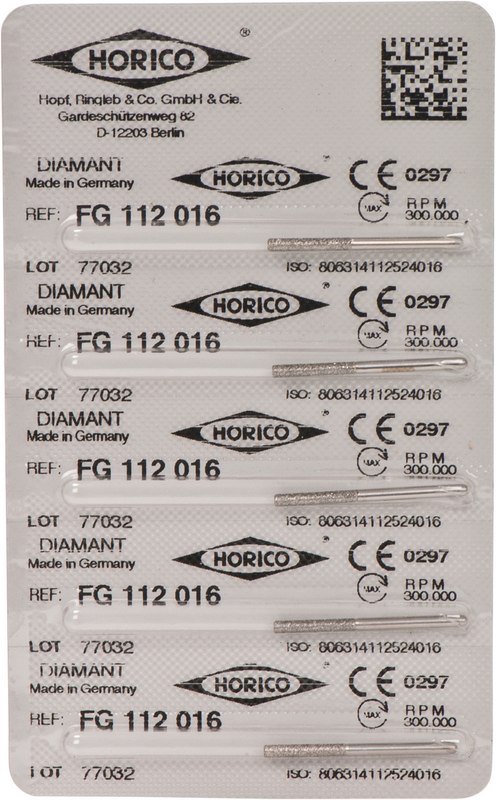 HORICO ®
Hopf, Ringleb & Co. GmbH & Cie.
Gardeschützenweg 82
D-12203 Berlin
DIAMANT HORICO ® CE 0297
Made in Germany
REF: FG 112 016 MAX RPM 300.000
LOT 77032 ISO: 806314112524016
DIAMANT HORICO ® CE 0297
Made in Germany
REF: FG 112 016 MAX RPM 300.000
LOT 77032 ISO: 806314112524016
DIAMANT HORICO ® CE 0297
Made in Germany
REF: FG 112 016 MAX RPM 300.000
LOT 77032 ISO: 806314112524016
DIAMANT HORICO ® CE 0297
Made in Germany
REF: FG 112 016 MAX RPM 300.000
LOT 77032 ISO: 806314112524016
DIAMANT HORICO ® CE 0297
Made in Germany
REF: FG 112 016 MAX RPM 300.000
LOT 77032 ISO: 806314112524016